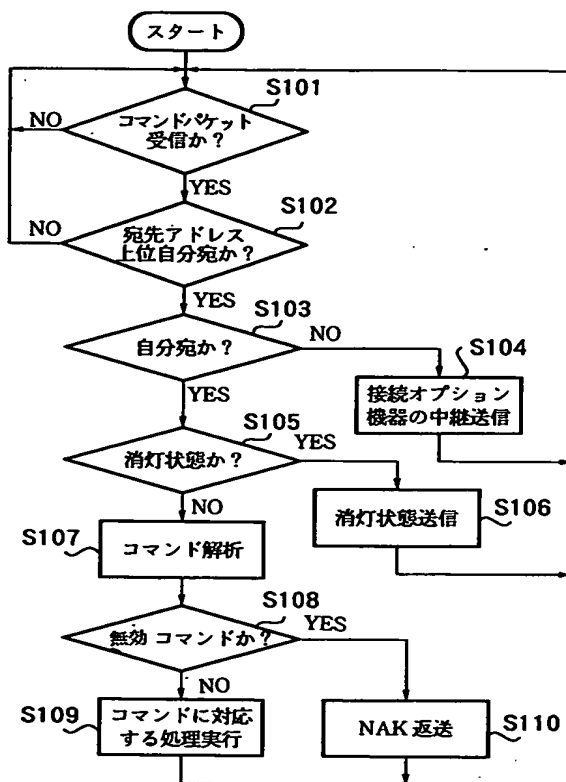 スタート
S101
コマンドパケット
受信か？
NO
YES
S102
宛先アドレス
上位自分宛か？
NO
YES
S103
自分宛か？
NO
YES
S104
接続オプション
機器の中継送信
S105
消灯状態か？
YES
NO
S106
消灯状態送信
S107
コマンド解析
S108
無効コマンドか？
YES
NO
S109
コマンドに対応
する処理実行
S110
NAK返送